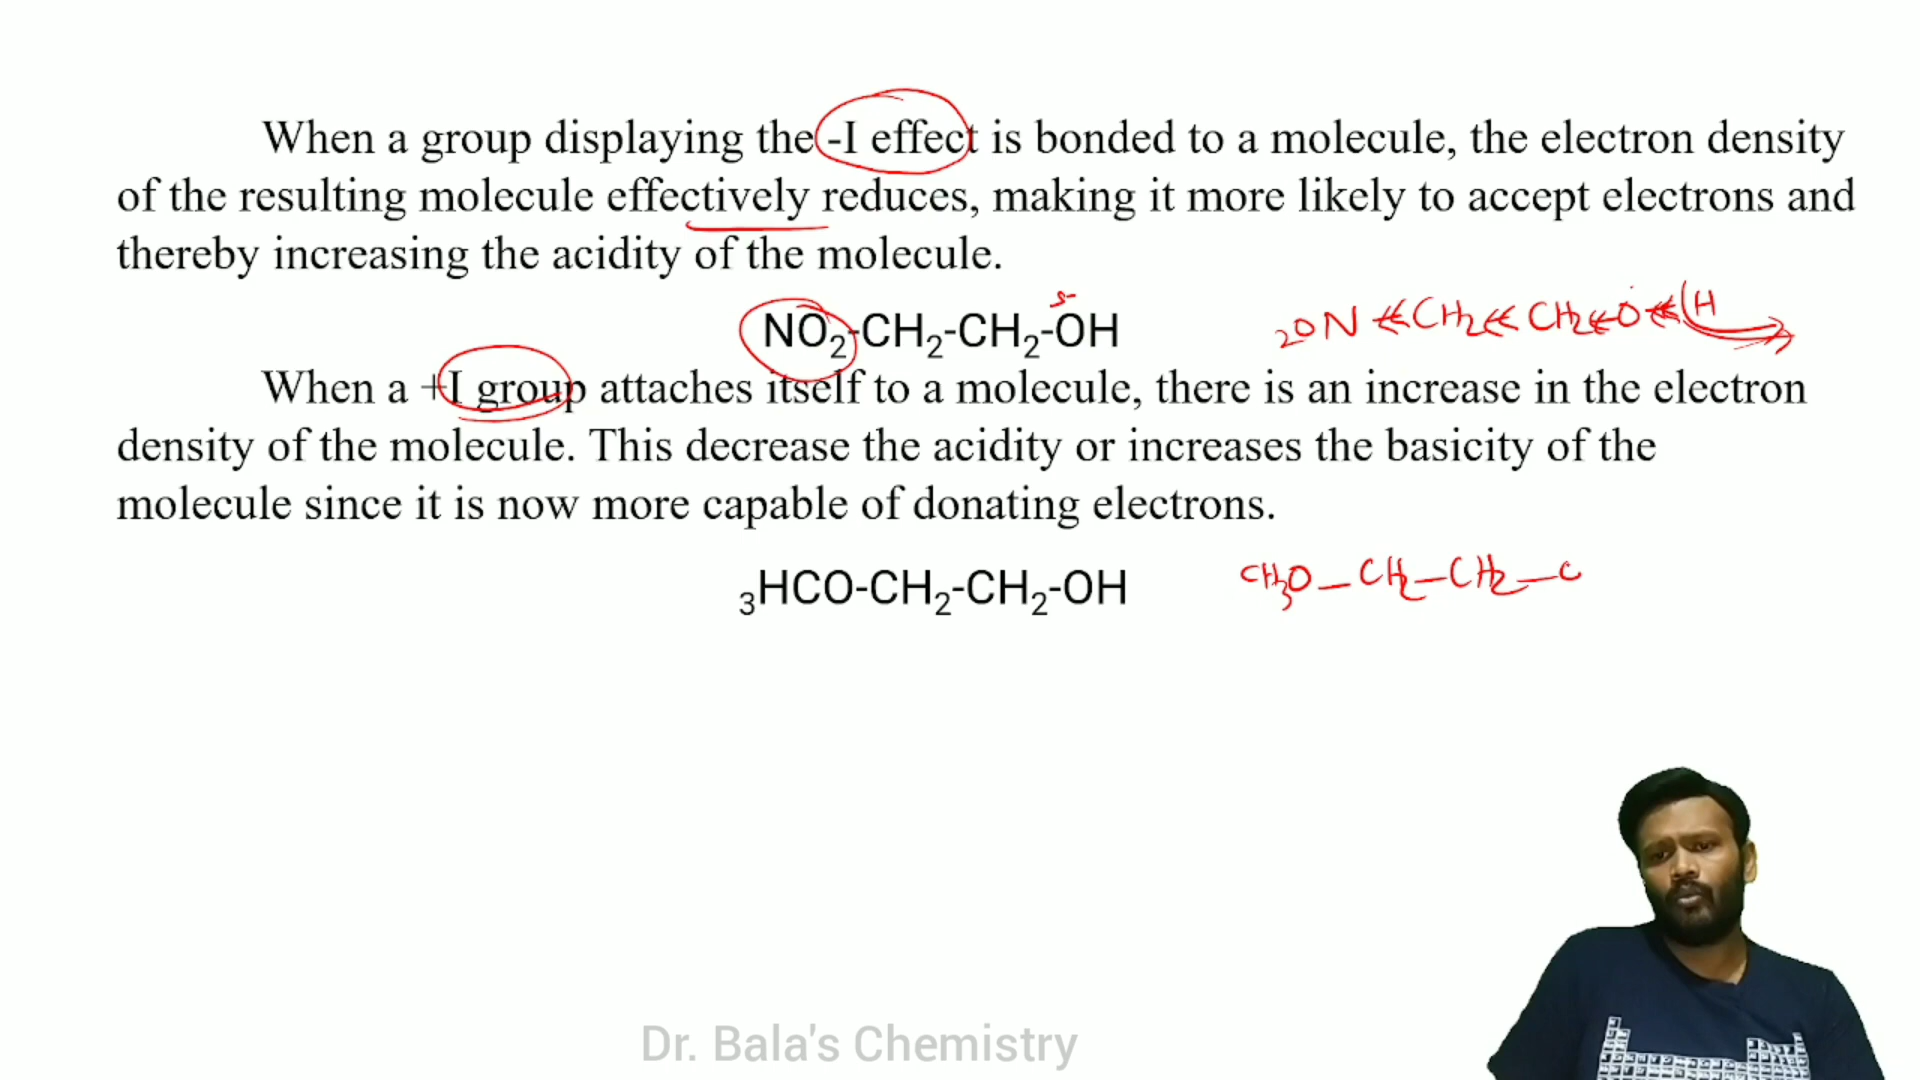 When a group displaying the -I effect is bonded to a molecule, the electron density
of the resulting molecule effectively reduces, making it more likely to accept electrons and
thereby increasing the acidity of the molecule.
δ-
NO₂-CH₂-CH₂-OH
₂ON CH₂ CH₂ O H
When a +I group attaches itself to a molecule, there is an increase in the electron
density of the molecule. This decrease the acidity or increases the basicity of the
molecule since it is now more capable of donating electrons.
₃HCO-CH₂-CH₂-OH
CH₃O-CH₂-CH₂-
Dr. Bala's Chemistry